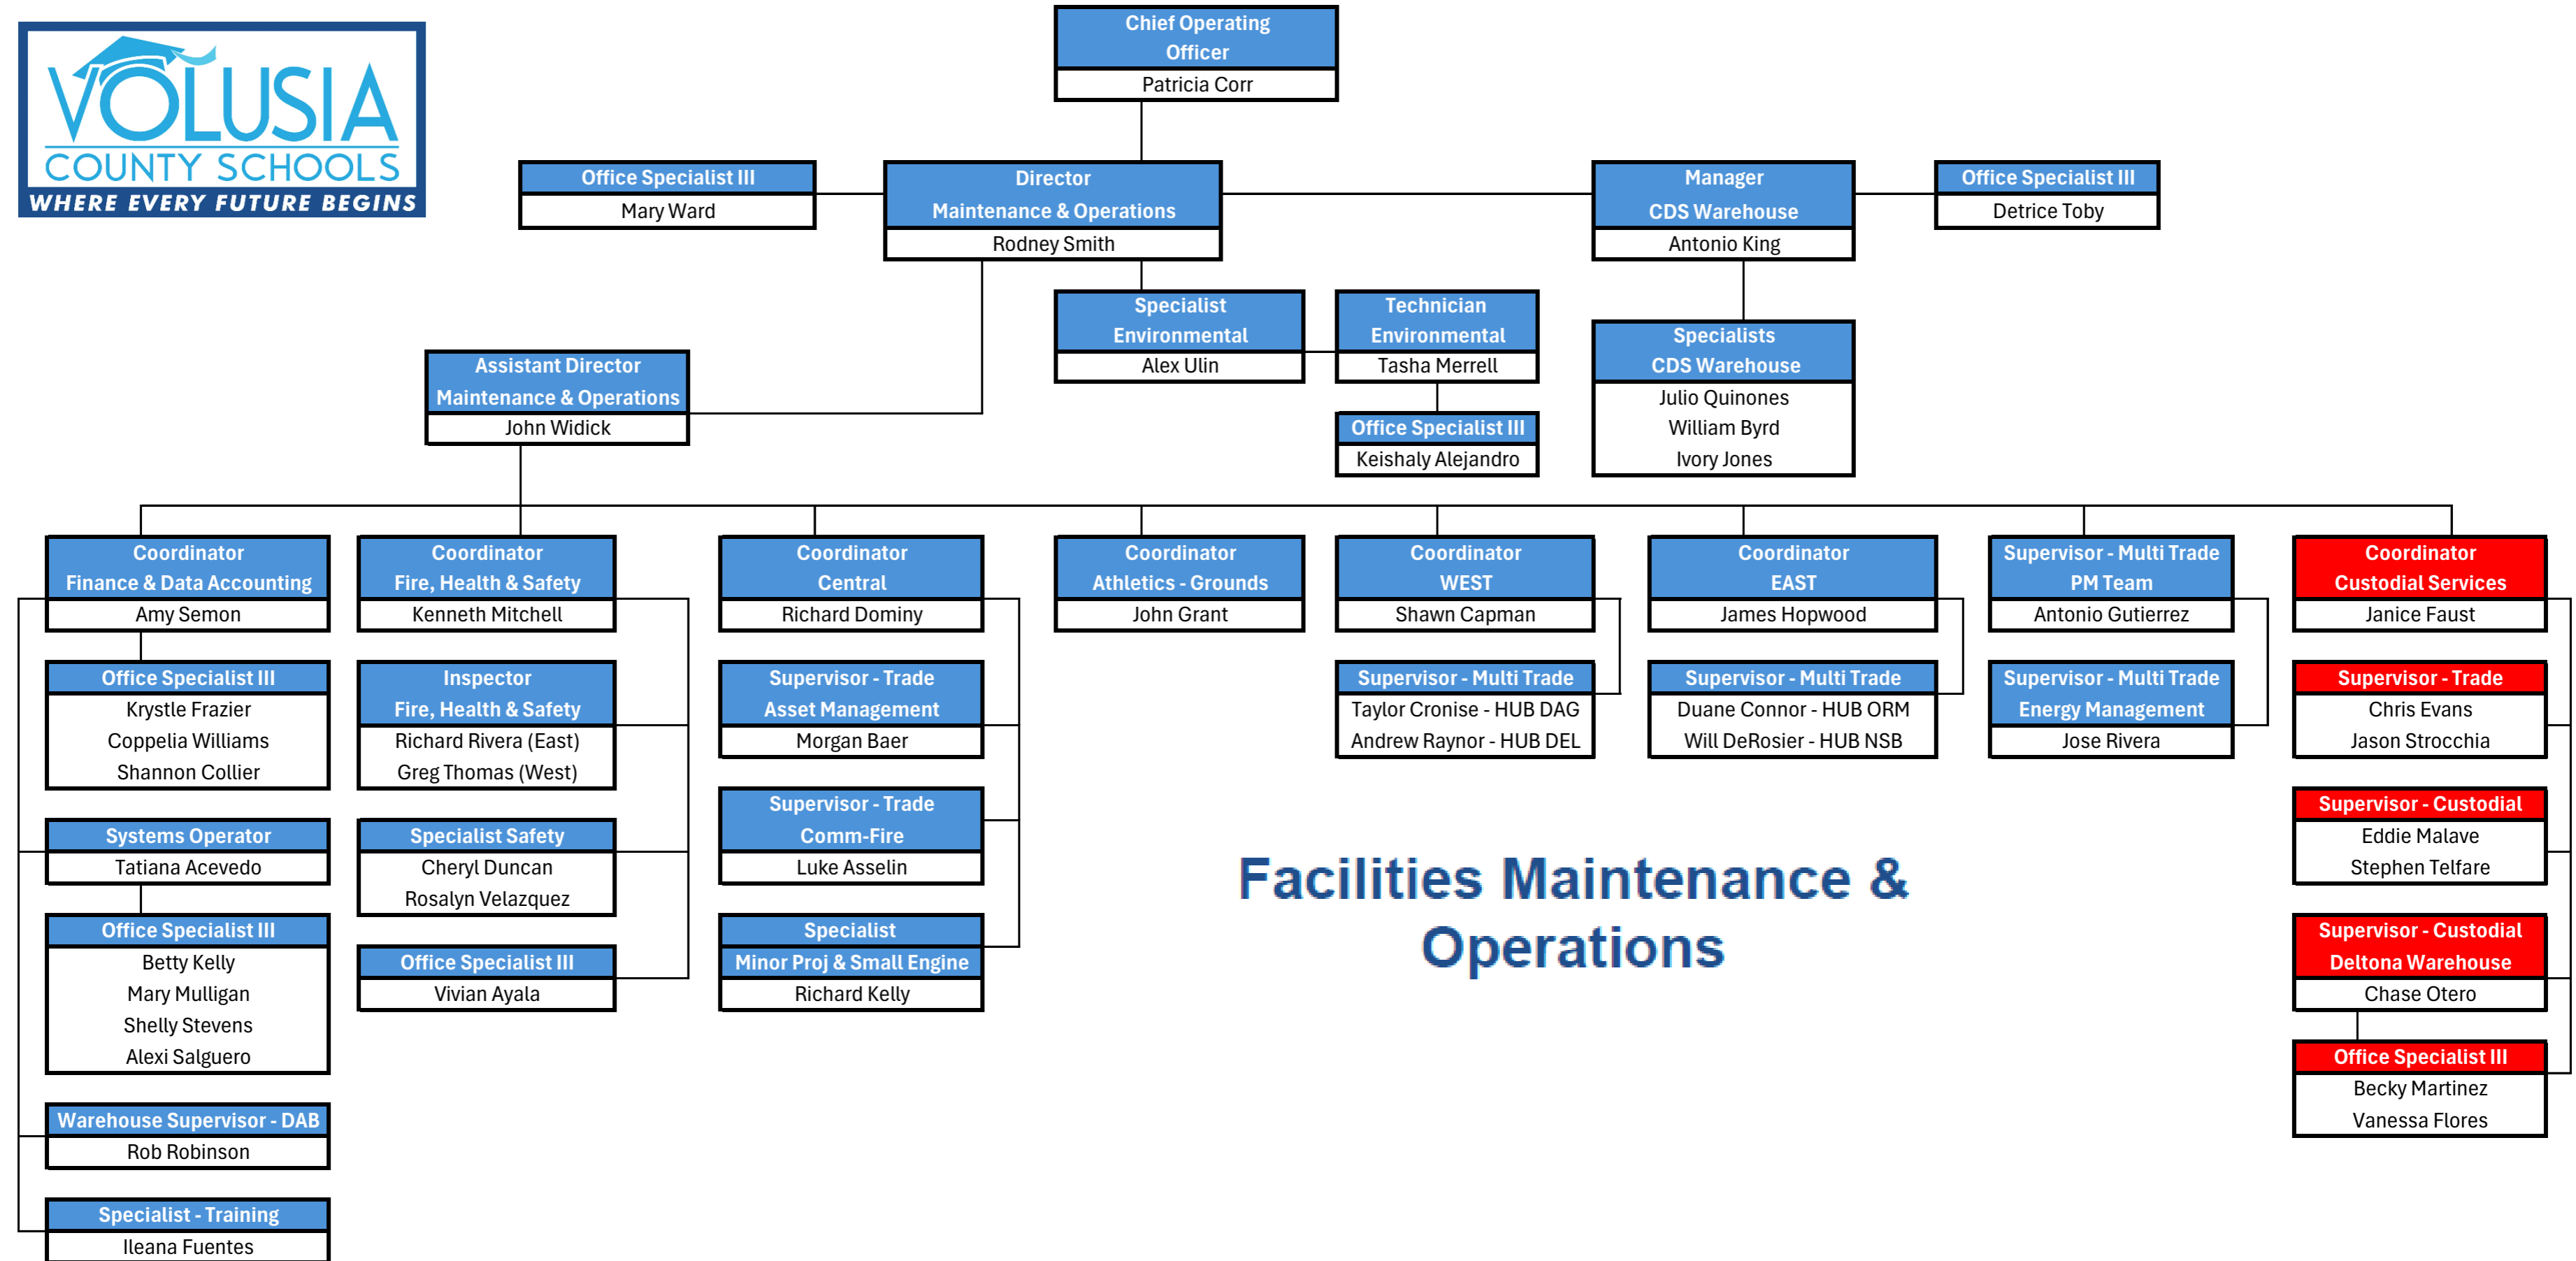 VOLUSIA
COUNTY SCHOOLS
WHERE EVERY FUTURE BEGINS
Chief Operating
Officer
Patricia Corr
Office Specialist III
Mary Ward
Director
Maintenance & Operations
Rodney Smith
Manager
CDS Warehouse
Antonio King
Office Specialist III
Detrice Toby
Specialist
Environmental
Alex Ulin
Technician
Environmental
Tasha Merrell
Office Specialist III
Keishaly Alejandro
Specialists
CDS Warehouse
Julio Quinones
William Byrd
Ivory Jones
Assistant Director
Maintenance & Operations
John Widick
Coordinator
Finance & Data Accounting
Amy Semon
Office Specialist III
Krystle Frazier
Coppelia Williams
Shannon Collier
Systems Operator
Tatiana Acevedo
Office Specialist III
Betty Kelly
Mary Mulligan
Shelly Stevens
Alexi Salguero
Warehouse Supervisor - DAB
Rob Robinson
Specialist - Training
Ileana Fuentes
Coordinator
Fire, Health & Safety
Kenneth Mitchell
Inspector
Fire, Health & Safety
Richard Rivera (East)
Greg Thomas (West)
Specialist Safety
Cheryl Duncan
Rosalyn Velazquez
Office Specialist III
Vivian Ayala
Coordinator
Central
Richard Dominy
Supervisor - Trade
Asset Management
Morgan Baer
Supervisor - Trade
Comm-Fire
Luke Asselin
Specialist
Minor Proj & Small Engine
Richard Kelly
Coordinator
Athletics - Grounds
John Grant
Coordinator
WEST
Shawn Capman
Supervisor - Multi Trade
Taylor Cronise - HUB DAG
Andrew Raynor - HUB DEL
Coordinator
EAST
James Hopwood
Supervisor - Multi Trade
Duane Connor - HUB ORM
Will DeRosier - HUB NSB
Supervisor - Multi Trade
PM Team
Antonio Gutierrez
Supervisor - Multi Trade
Energy Management
Jose Rivera
Coordinator
Custodial Services
Janice Faust
Supervisor - Trade
Chris Evans
Jason Strocchia
Supervisor - Custodial
Eddie Malave
Stephen Telfare
Supervisor - Custodial
Deltona Warehouse
Chase Otero
Office Specialist III
Becky Martinez
Vanessa Flores
Facilities Maintenance &
Operations